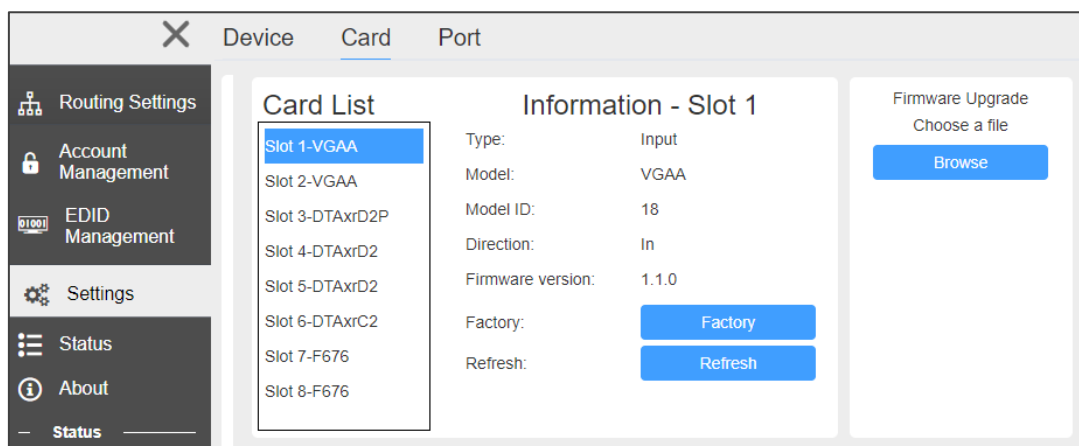 Device Card Port
Routing Settings
Account
Management
01001
EDID
Management
Settings
Status
About
Status
Card List
Slot 1-VGAA
Slot 2-VGAA
Slot 3-DTAxrD2P
Slot 4-DTAxrD2
Slot 5-DTAxrD2
Slot 6-DTAxrC2
Slot 7-F676
Slot 8-F676
Information - Slot 1
Type: Input
Model: VGAA
Model ID: 18
Direction: In
Firmware version: 1.1.0
Factory: Factory
Refresh: Refresh
Firmware Upgrade
Choose a file
Browse